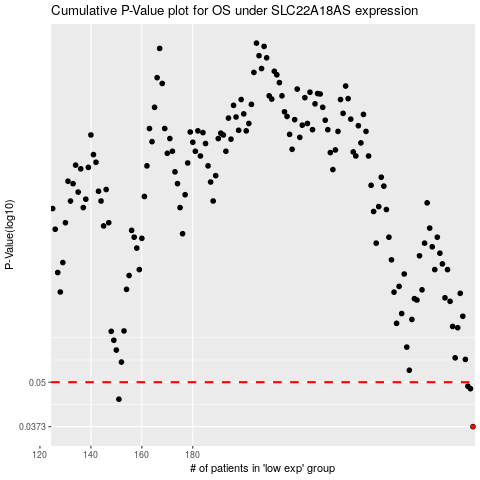 Cumulative P-Value plot for OS under SLC22A18AS expression
P-Value(log10)
0.05
0.0373
120 140 160 180
# of patients in 'low exp' group